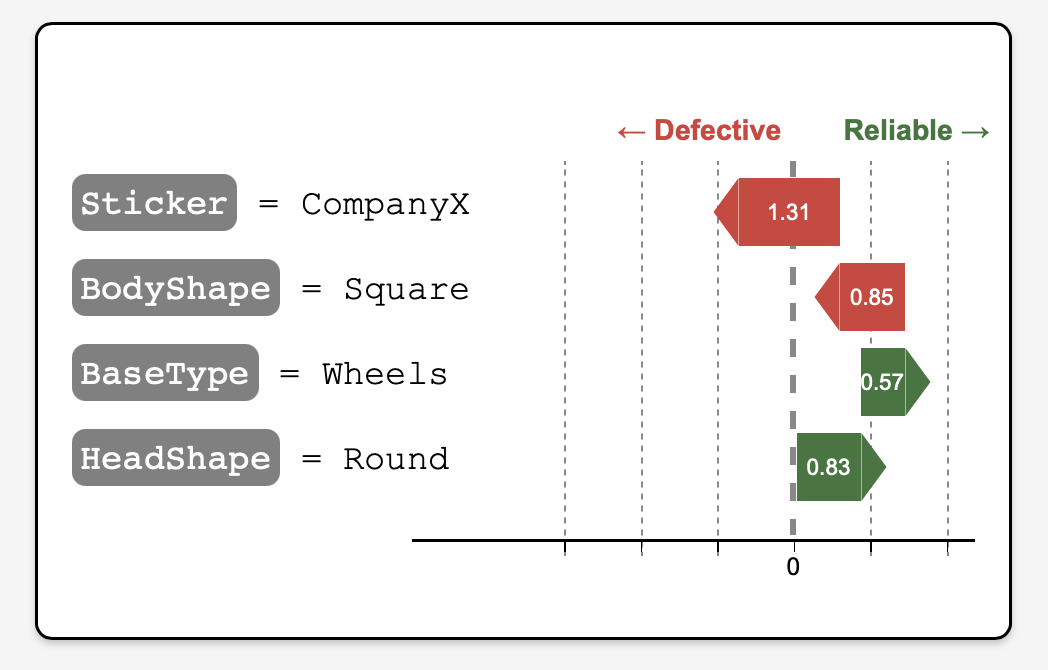 ← Defective Reliable →
Sticker = CompanyX 1.31
BodyShape = Square 0.85
BaseType = Wheels 0.57
HeadShape = Round 0.83
0